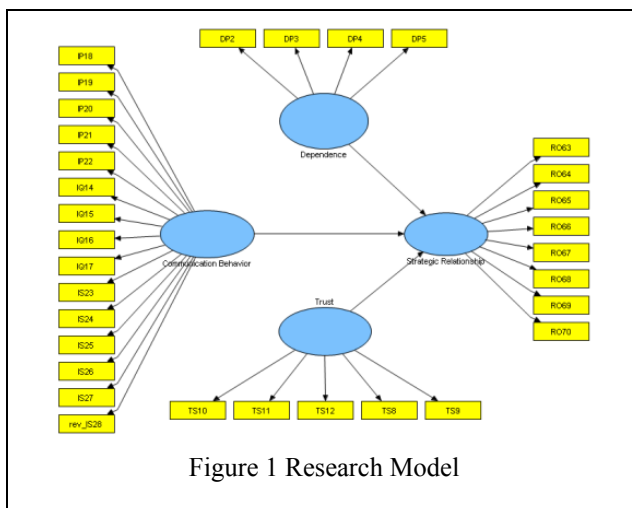 DP2
DP3
DP4
DP5
Dependence
IP18
IP19
IP20
IP21
IP22
IQ14
IQ15
IQ16
IQ17
IS23
IS24
IS25
IS26
IS27
rev_IS28
Communication Behavior
RO63
RO64
RO65
RO66
RO67
RO68
RO69
RO70
Strategic Relationship
Trust
TS10
TS11
TS12
TS8
TS9
Figure 1 Research Model